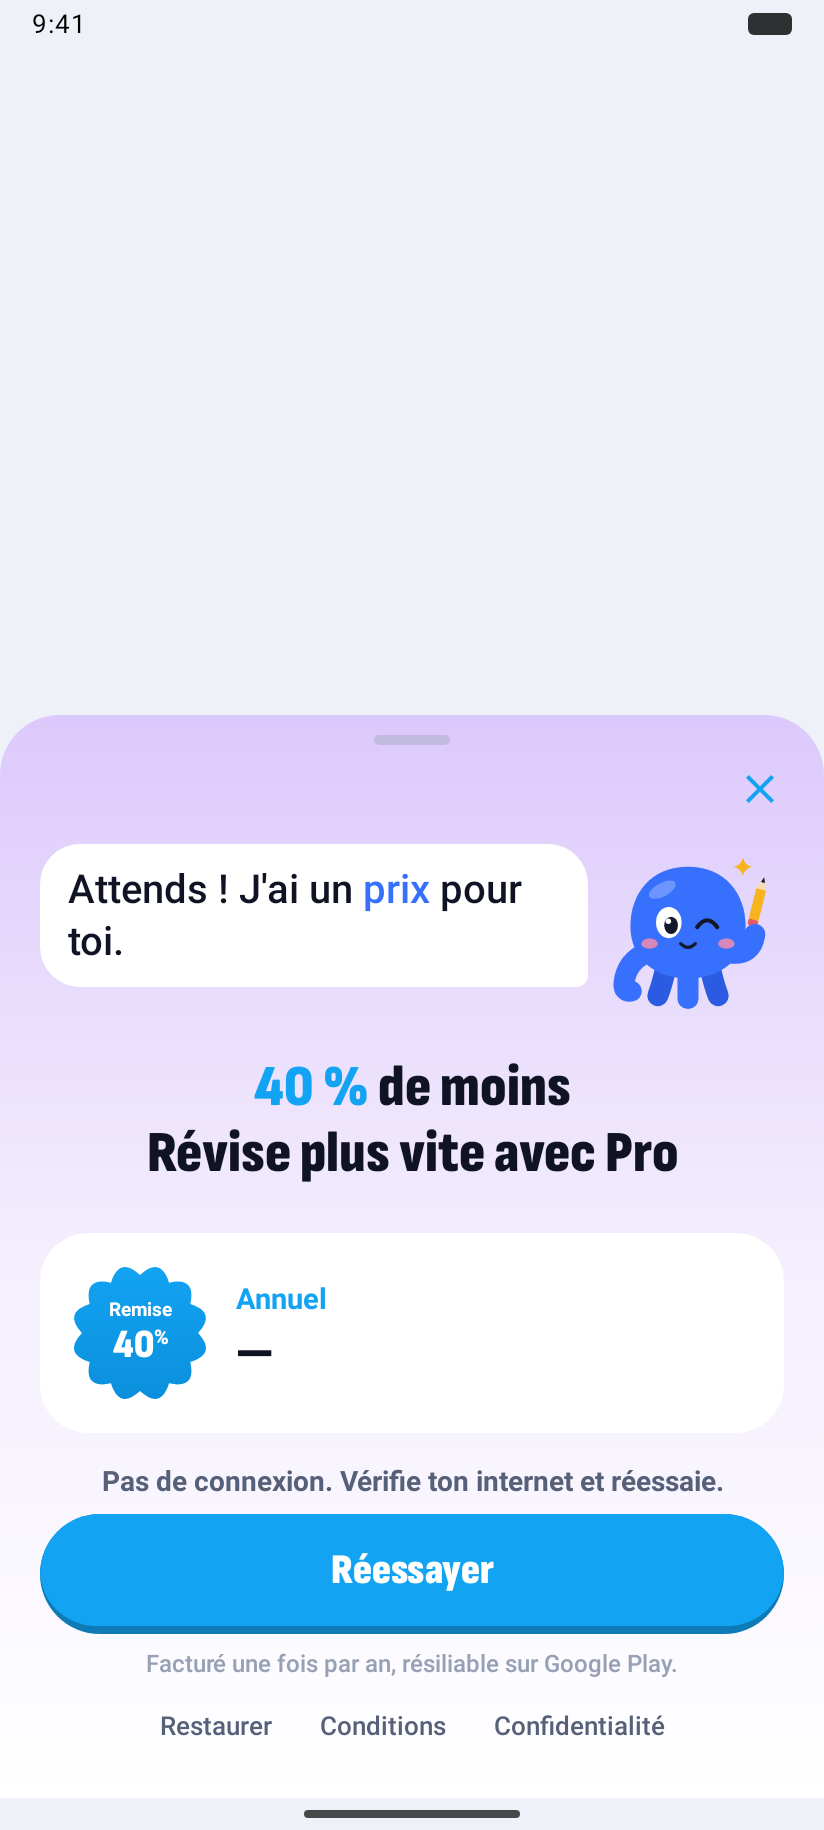 9:41
Attends ! J'ai un prix pour
toi.
40 % de moins
Révise plus vite avec Pro
Remise
40%
Annuel
—
Pas de connexion. Vérifie ton internet et réessaie.
Réessayer
Facturé une fois par an, résiliable sur Google Play.
Restaurer Conditions Confidentialité